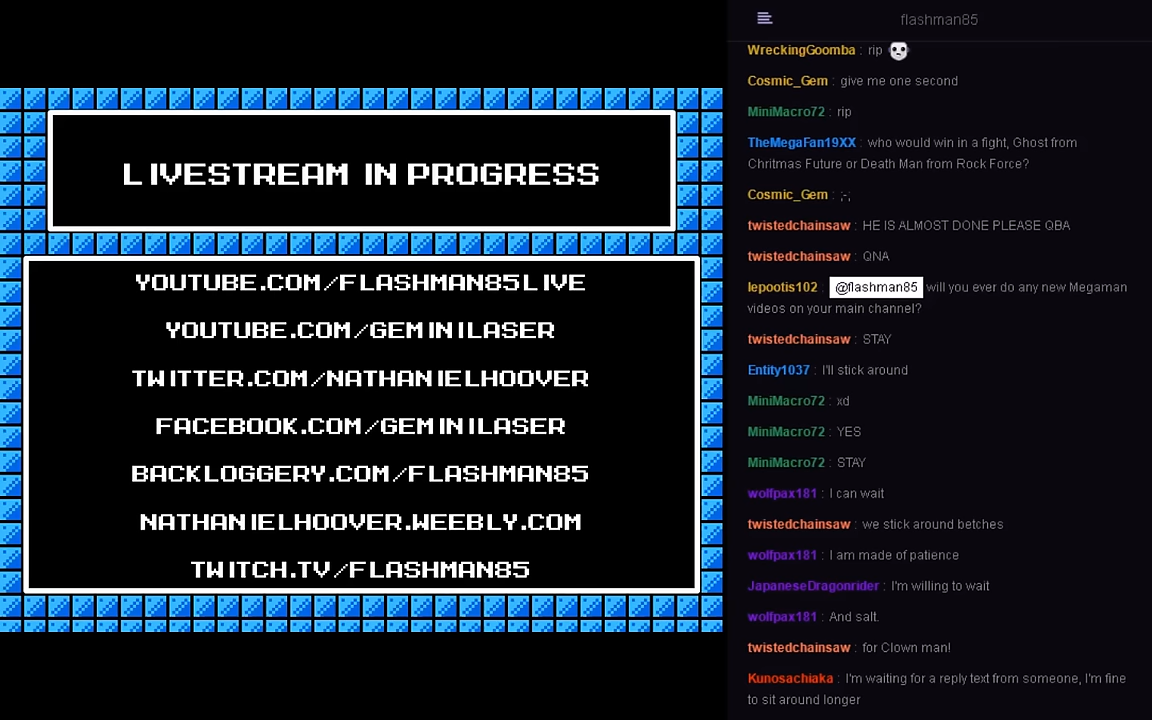 LIVESTREAM IN PROGRESS
YOUTUBE.COM/FLASHMAN85LIVE
YOUTUBE.COM/GEMINILASER
TWITTER.COM/NATHANIELHOOVER
FACEBOOK.COM/GEMINILASER
BACKLOGGERY.COM/FLASHMAN85
NATHANIELHOOVER.WEEBLY.COM
TWITCH.TV/FLASHMAN85
flashman85
WreckingGoomba : rip
Cosmic_Gem : give me one second
MiniMacro72 : rip
TheMegaFan19XX : who would win in a fight, Ghost from
Chritmas Future or Death Man from Rock Force?
Cosmic_Gem : ;-;
twistedchainsaw : HE IS ALMOST DONE PLEASE QBA
twistedchainsaw : QNA
lepootis102 : @flashman85 will you ever do any new Megaman
videos on your main channel?
twistedchainsaw : STAY
Entity1037 : I'll stick around
MiniMacro72 : xd
MiniMacro72 : YES
MiniMacro72 : STAY
wolfpax181 : I can wait
twistedchainsaw : we stick around betches
wolfpax181 : I am made of patience
JapaneseDragonrider : I'm willing to wait
wolfpax181 : And salt.
twistedchainsaw : for Clown man!
Kunosachiaka : I'm waiting for a reply text from someone, I'm fine
to sit around longer